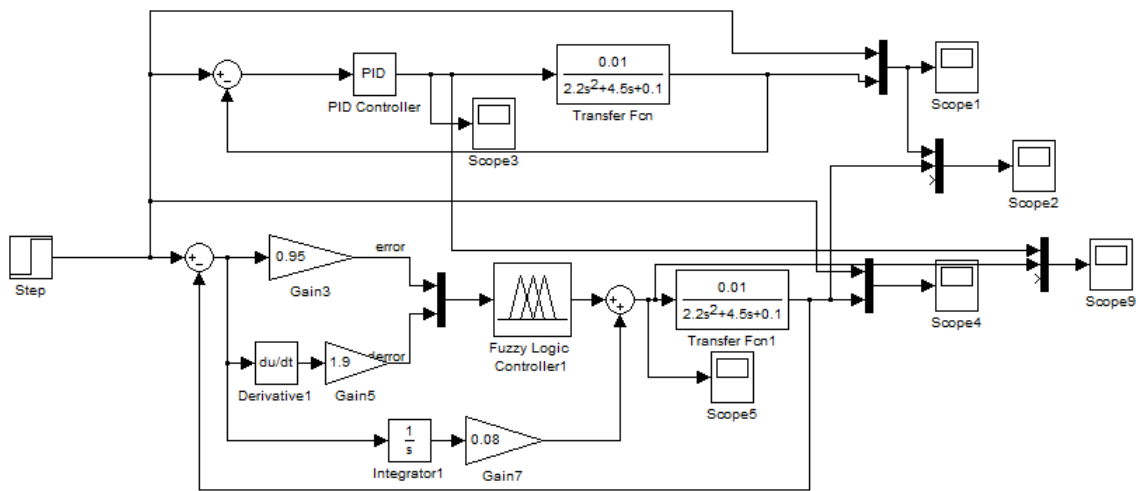 0.01
PID
2.2s²+4.5s+0.1
Scope1
PID Controller
Transfer Fcn
Scope3
Scope2
error
0.95
Step
Gain3
0.01
Scope9
2.2s²+4.5s+0.1
Scope4
Fuzzy Logic
Controller1
Transfer Fcn1
du/dt
1.9
derror
Derivative1
Gain5
Scope5
1
s
0.08
Integrator1
Gain7